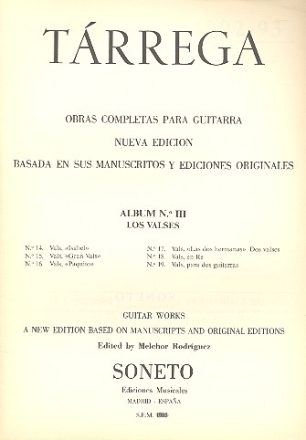 TÁRREGA
OBRAS COMPLETAS PARA GUITARRA
NUEVA EDICION
BASADA EN SUS MANUSCRITOS Y EDICIONES ORIGINALES
ALBUM N.º III
LOS VALSES
N.º 14. Vals, «Isabel»
N.º 15. Vals, «Gran Vals»
N.º 16. Vals, «Paquito»
N.º 17. Vals, «Las dos hermanas». Dos valses
N.º 18. Vals, en Re
N.º 19. Vals, para dos guitarras
GUITAR WORKS
A NEW EDITION BASED ON MANUSCRIPTS AND ORIGINAL EDITIONS
Edited by Melchor Rodríguez
SONETO
Ediciones Musicales
MADRID - ESPAÑA
S.E.M.